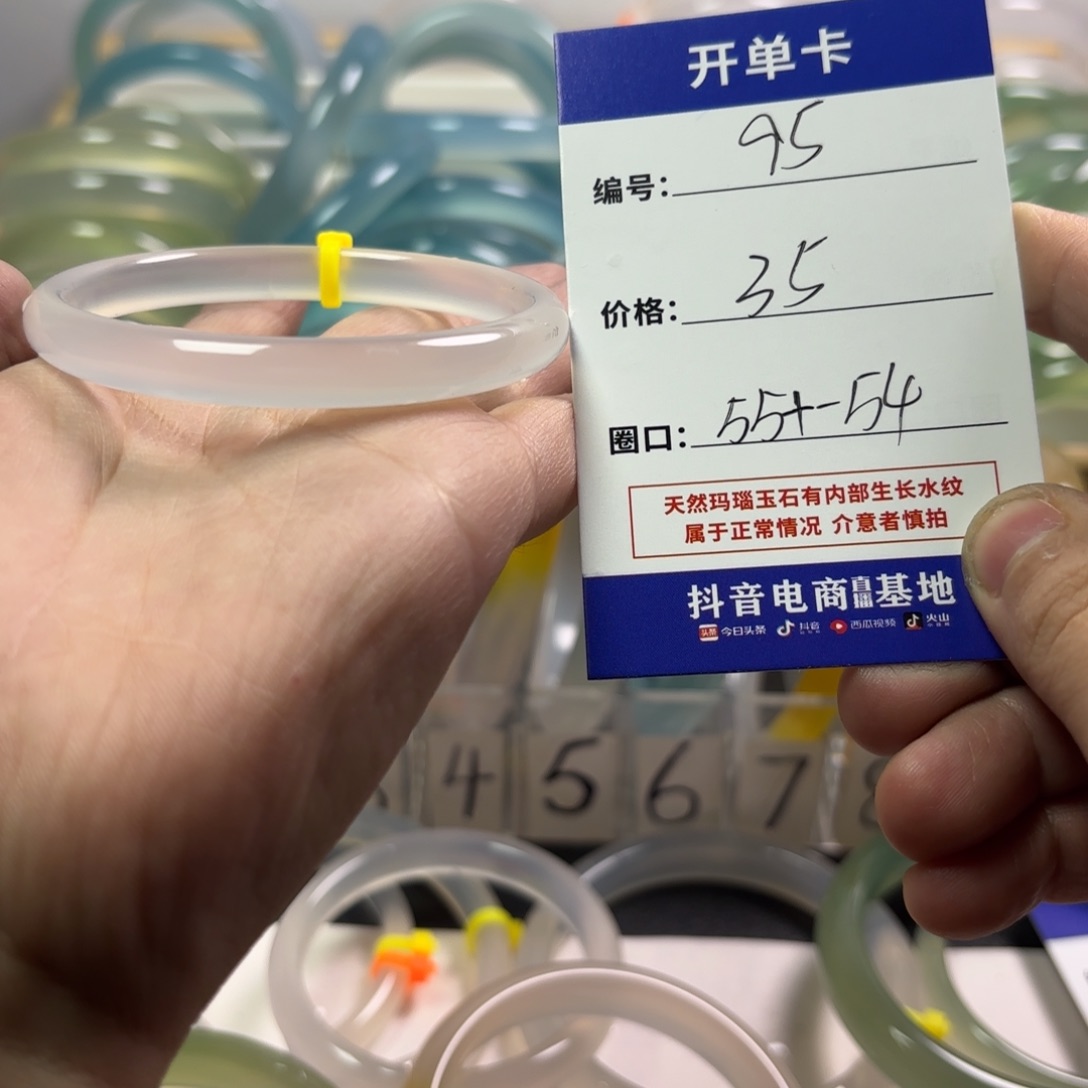 开单卡
编号: 95
价格: 35
圈口: 55+-54
天然玛瑙玉石有内部生长水纹
属于正常情况 介意者慎拍
抖音电商直播基地
头条 今日头条 抖音 西瓜视频 火山
4 5 6 7 8